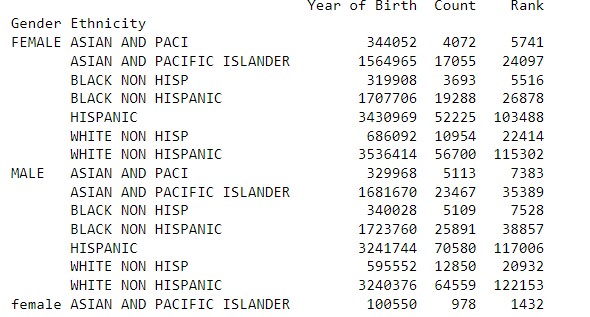 Year of Birth Count Rank
Gender Ethnicity
FEMALE ASIAN AND PACI 344052 4072 5741
ASIAN AND PACIFIC ISLANDER 1564965 17055 24097
BLACK NON HISP 319908 3693 5516
BLACK NON HISPANIC 1707706 19288 26878
HISPANIC 3430969 52225 103488
WHITE NON HISP 686092 10954 22414
WHITE NON HISPANIC 3536414 56700 115302
MALE ASIAN AND PACI 329968 5113 7383
ASIAN AND PACIFIC ISLANDER 1681670 23467 35389
BLACK NON HISP 340028 5109 7528
BLACK NON HISPANIC 1723760 25891 38857
HISPANIC 3241744 70580 117006
WHITE NON HISP 595552 12850 20932
WHITE NON HISPANIC 3240376 64559 122153
female ASIAN AND PACIFIC ISLANDER 100550 978 1432